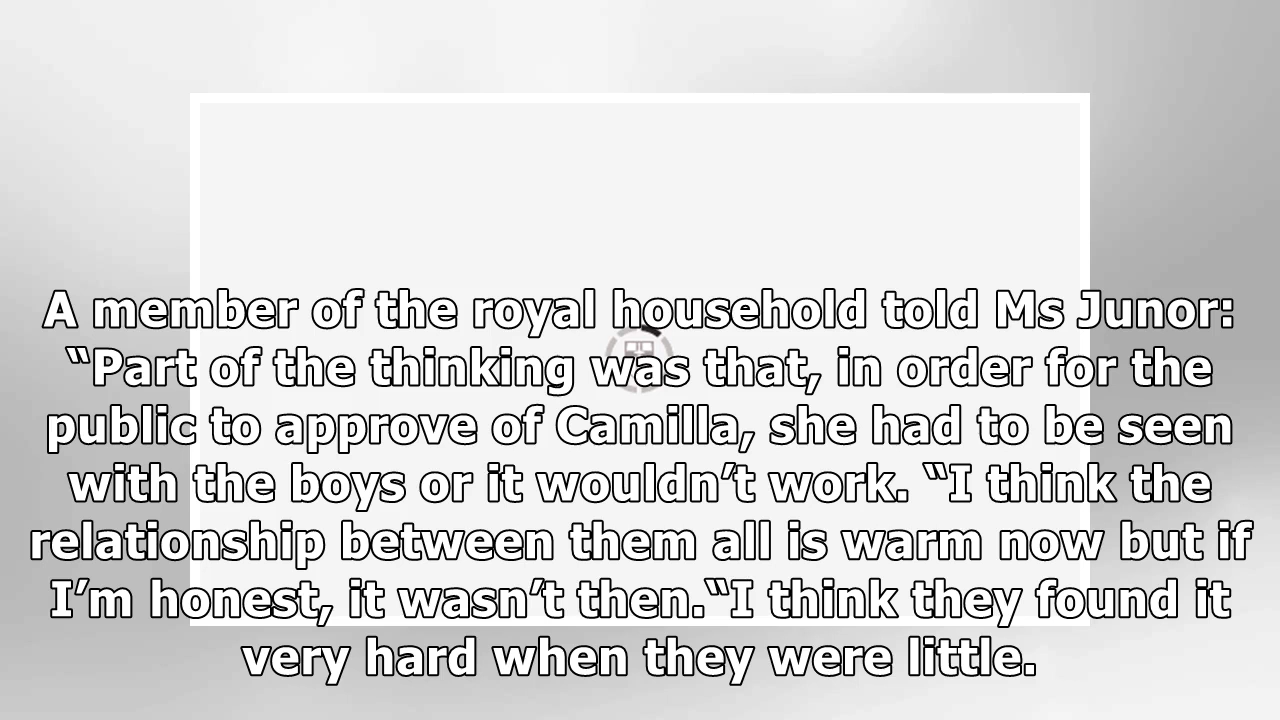 A member of the royal household told Ms Junor:
“Part of the thinking was that, in order for the
public to approve of Camilla, she had to be seen
with the boys or it wouldn’t work. “I think the
relationship between them all is warm now but if
I’m honest, it wasn’t then.“I think they found it
very hard when they were little.